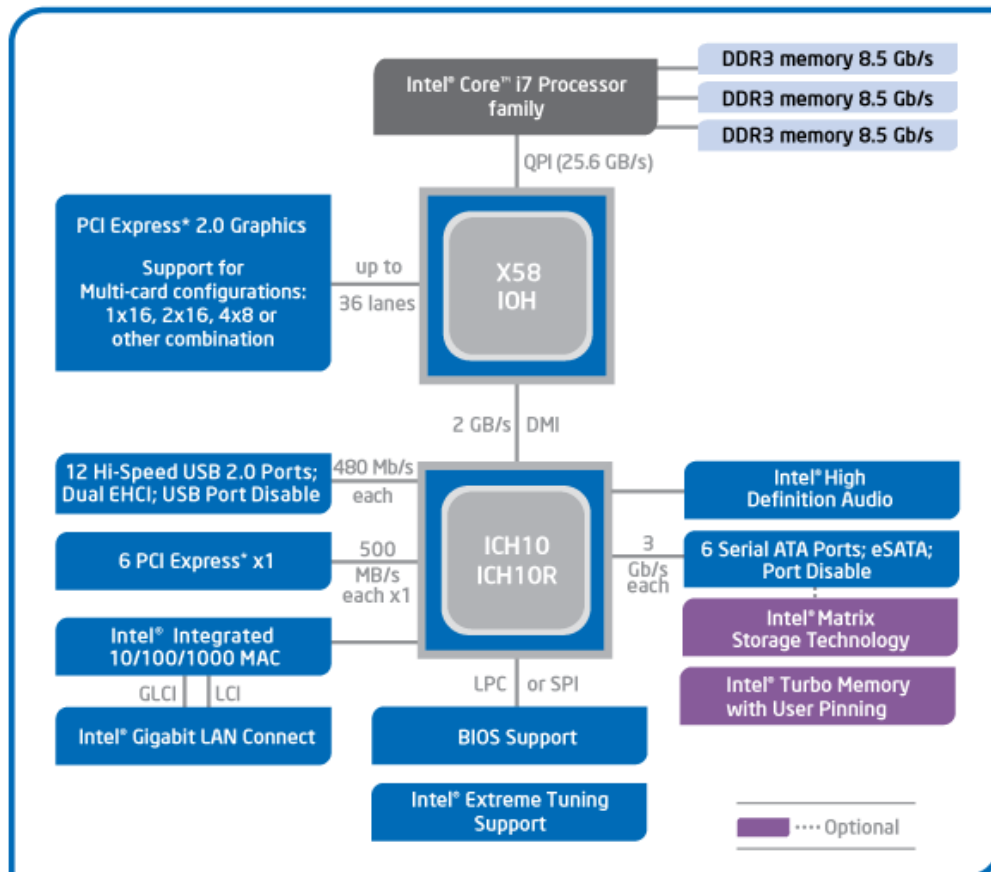 Intel® Core™ i7 Processor
family
DDR3 memory 8.5 Gb/s
DDR3 memory 8.5 Gb/s
DDR3 memory 8.5 Gb/s
QPI (25.6 GB/s)
PCI Express* 2.0 Graphics
Support for
Multi-card configurations:
1x16, 2x16, 4x8 or
other combination
up to
36 lanes
X58
IOH
2 GB/s DMI
12 Hi-Speed USB 2.0 Ports;
Dual EHCI; USB Port Disable
480 Mb/s
each
6 PCI Express* x1
500
MB/s
each x1
Intel® Integrated
10/100/1000 MAC
GLCI LCI
Intel® Gigabit LAN Connect
ICH10
ICH10R
Intel® High
Definition Audio
3
Gb/s
each
6 Serial ATA Ports; eSATA;
Port Disable
Intel® Matrix
Storage Technology
Intel® Turbo Memory
with User Pinning
LPC or SPI
BIOS Support
Intel® Extreme Tuning
Support
Optional